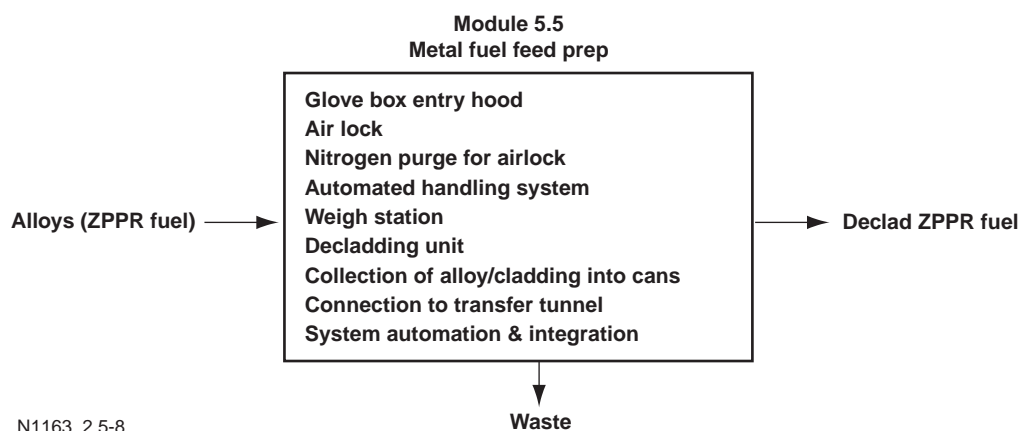 Module 5.5
Metal fuel feed prep
Glove box entry hood
Air lock
Nitrogen purge for airlock
Automated handling system
Weigh station
Decladding unit
Collection of alloy/cladding into cans
Connection to transfer tunnel
System automation & integration
Alloys (ZPPR fuel)
Declad ZPPR fuel
Waste
N1163 2.5-8